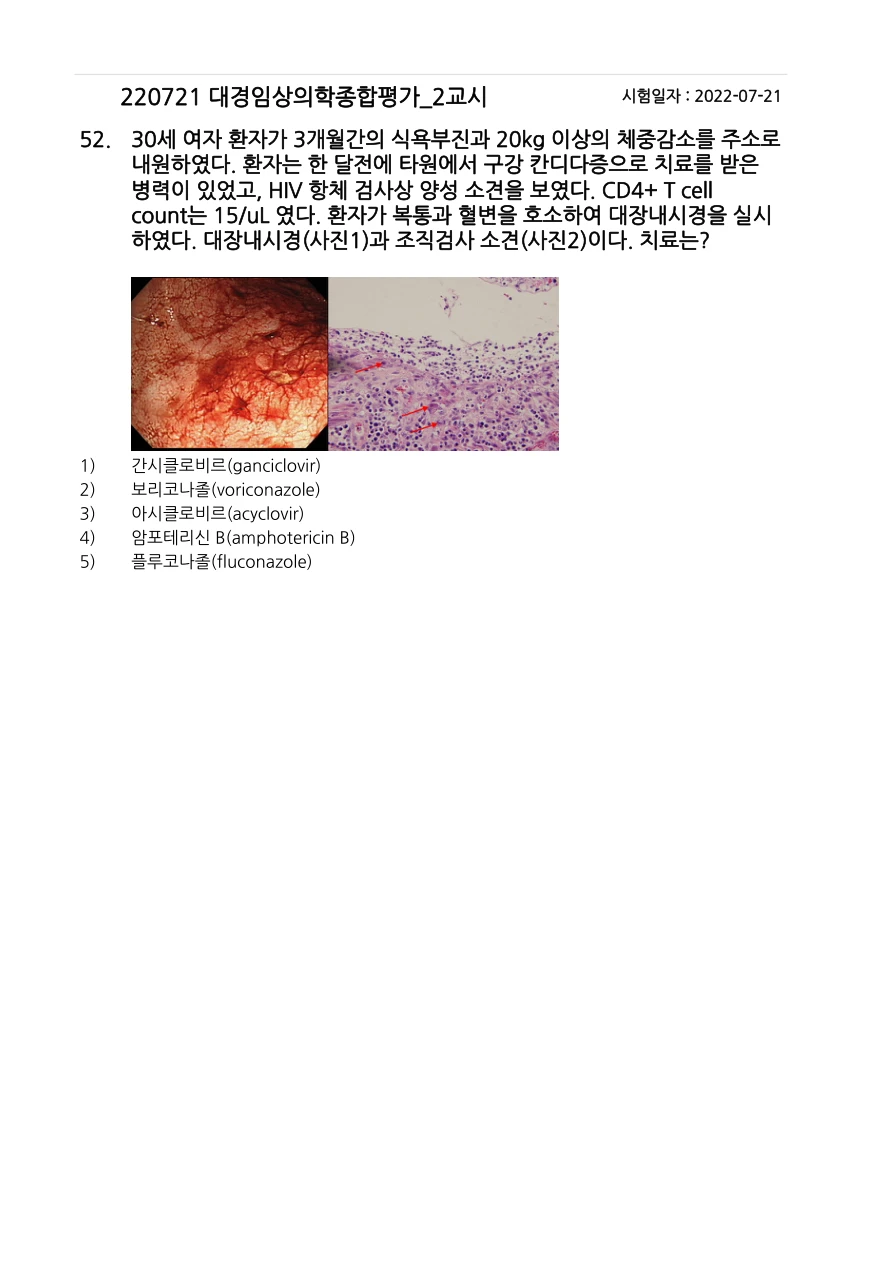 220721 대경임상의학종합평가_2교시
시험일자 : 2022-07-21
52. 30세 여자 환자가 3개월간의 식욕부진과 20kg 이상의 체중감소를 주소로
내원하였다. 환자는 한 달전에 타원에서 구강 칸디다증으로 치료를 받은
병력이 있었고, HIV 항체 검사상 양성 소견을 보였다. CD4+ T cell
count는 15/uL 였다. 환자가 복통과 혈변을 호소하여 대장내시경을 실시
하였다. 대장내시경(사진1)과 조직검사 소견(사진2)이다. 치료는?
1) 간시클로비르(ganciclovir)
2) 보리코나졸(voriconazole)
3) 아시클로비르(acyclovir)
4) 암포테리신 B(amphotericin B)
5) 플루코나졸(fluconazole)